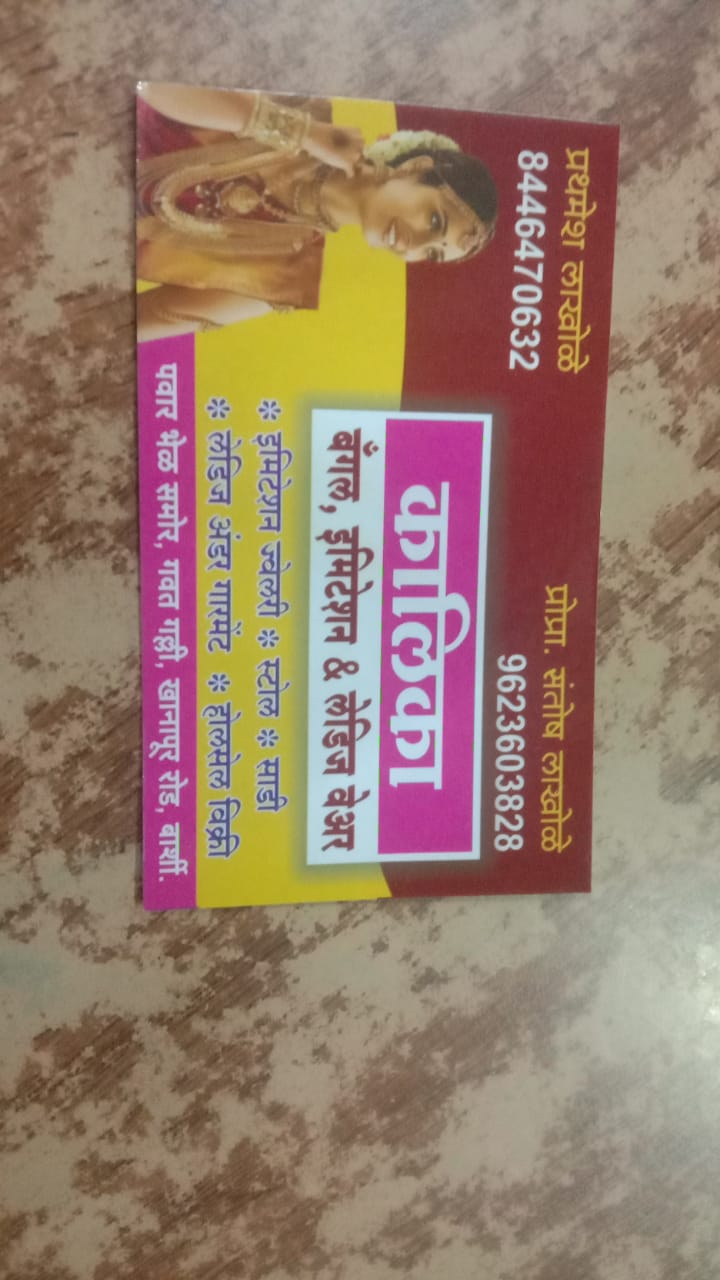 प्रथमेश लाखोळे
8446470632
प्रोप्रा. संतोष लाखोळे
9623603828
कालिका
बँगल, इमिटेशन & लेडिज वेअर
* इमिटेशन ज्वेलरी * स्टोल * साडी
* लेडिज अंडर गारमेंट * होलसेल विक्री
पवार भेळ समोर, गवत गल्ली, खानापूर रोड, बार्शी.